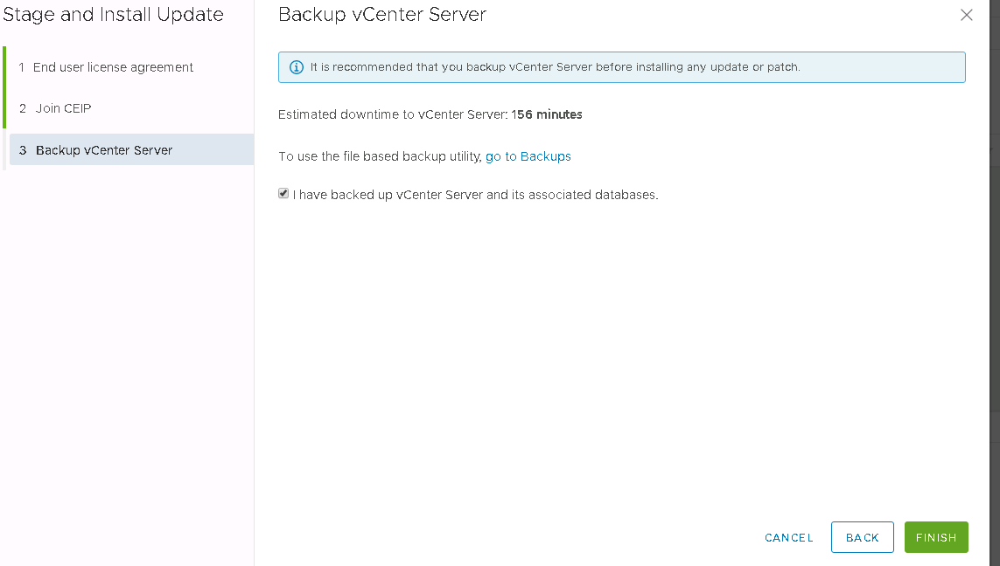 Stage and Install Update
1 End user license agreement
2 Join CEIP
3 Backup vCenter Server
Backup vCenter Server
It is recommended that you backup vCenter Server before installing any update or patch.
Estimated downtime to vCenter Server: 156 minutes
To use the file based backup utility, go to Backups
I have backed up vCenter Server and its associated databases.
CANCEL BACK FINISH